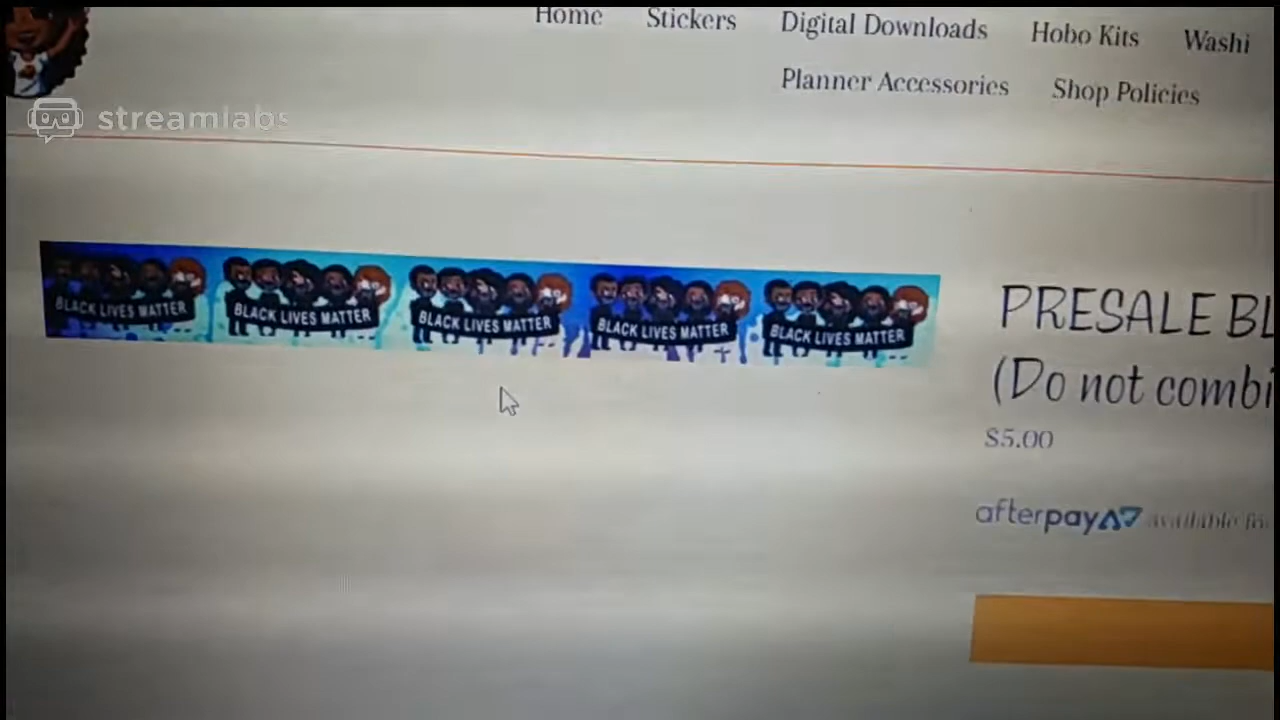 Home Stickers Digital Downloads Hobo Kits Washi
Planner Accessories Shop Policies
streamlabs
BLACK LIVES MATTER BLACK LIVES MATTER BLACK LIVES MATTER BLACK LIVES MATTER BLACK LIVES MATTER
PRESALE BL
(Do not combi
$5.00
afterpay available